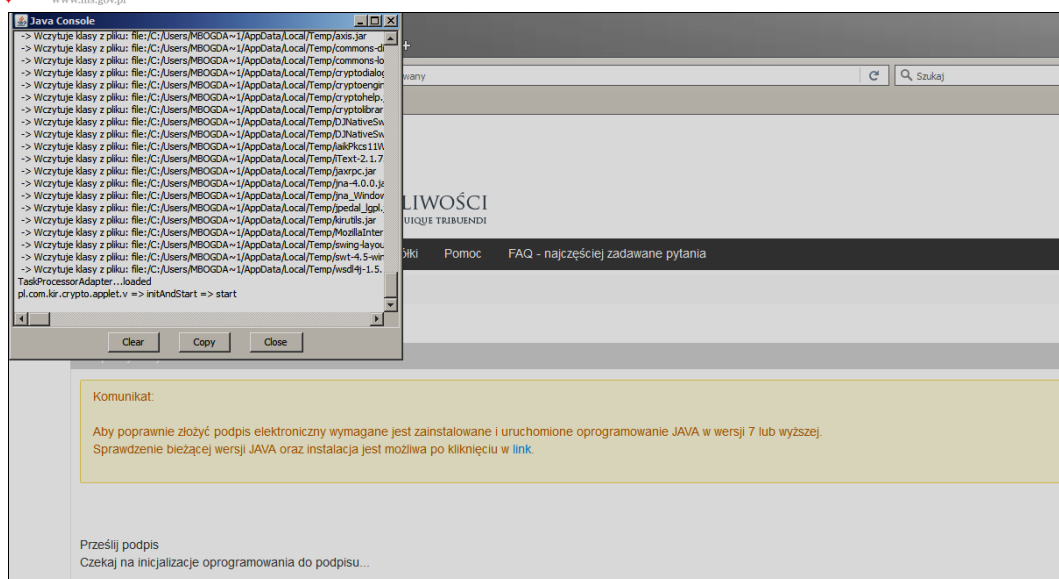 www.ms.gov.pl
Java Console
-> Wczytuje klasy z pliku: file:/C:/Users/MBOGDA~1/AppData/Local/Temp/axis.jar
-> Wczytuje klasy z pliku: file:/C:/Users/MBOGDA~1/AppData/Local/Temp/commons-di
-> Wczytuje klasy z pliku: file:/C:/Users/MBOGDA~1/AppData/Local/Temp/commons-lo
-> Wczytuje klasy z pliku: file:/C:/Users/MBOGDA~1/AppData/Local/Temp/cryptodialog
-> Wczytuje klasy z pliku: file:/C:/Users/MBOGDA~1/AppData/Local/Temp/cryptoengin
-> Wczytuje klasy z pliku: file:/C:/Users/MBOGDA~1/AppData/Local/Temp/cryptohelp.
-> Wczytuje klasy z pliku: file:/C:/Users/MBOGDA~1/AppData/Local/Temp/cryptolibrar
-> Wczytuje klasy z pliku: file:/C:/Users/MBOGDA~1/AppData/Local/Temp/DJNativeSw
-> Wczytuje klasy z pliku: file:/C:/Users/MBOGDA~1/AppData/Local/Temp/DJNativeSw
-> Wczytuje klasy z pliku: file:/C:/Users/MBOGDA~1/AppData/Local/Temp/iaikPkcs11W
-> Wczytuje klasy z pliku: file:/C:/Users/MBOGDA~1/AppData/Local/Temp/iText-2.1.7
-> Wczytuje klasy z pliku: file:/C:/Users/MBOGDA~1/AppData/Local/Temp/jaxrpc.jar
-> Wczytuje klasy z pliku: file:/C:/Users/MBOGDA~1/AppData/Local/Temp/jna-4.0.0.ja
-> Wczytuje klasy z pliku: file:/C:/Users/MBOGDA~1/AppData/Local/Temp/jna_Window
-> Wczytuje klasy z pliku: file:/C:/Users/MBOGDA~1/AppData/Local/Temp/jpedal_lgpl.
-> Wczytuje klasy z pliku: file:/C:/Users/MBOGDA~1/AppData/Local/Temp/kirutils.jar
-> Wczytuje klasy z pliku: file:/C:/Users/MBOGDA~1/AppData/Local/Temp/MozillaInter
-> Wczytuje klasy z pliku: file:/C:/Users/MBOGDA~1/AppData/Local/Temp/swing-layou
-> Wczytuje klasy z pliku: file:/C:/Users/MBOGDA~1/AppData/Local/Temp/swt-4.5-win
-> Wczytuje klasy z pliku: file:/C:/Users/MBOGDA~1/AppData/Local/Temp/wsdl4j-1.5.
TaskProcessorAdapter...loaded
pl.com.kir.crypto.applet.v => initAndStart => start
Clear Copy Close
wany
Szukaj
LIWOŚCI
UIQUE TRIBUENDI
ółki Pomoc FAQ - najczęściej zadawane pytania
Komunikat:
Aby poprawnie złożyć podpis elektroniczny wymagane jest zainstalowane i uruchomione oprogramowanie JAVA w wersji 7 lub wyższej.
Sprawdzenie bieżącej wersji JAVA oraz instalacja jest możliwa po kliknięciu w link.
Prześlij podpis
Czekaj na inicjalizacje oprogramowania do podpisu...